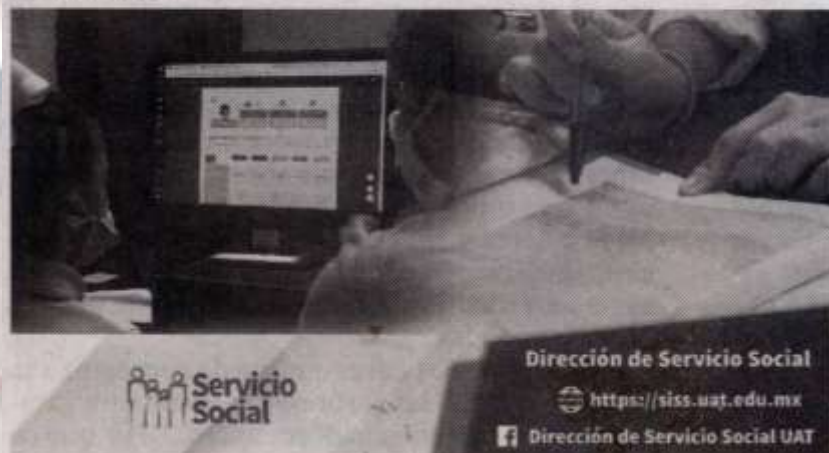 Servicio
Social
Dirección de Servicio Social
https://siss.uat.edu.mx
Dirección de Servicio Social UAT